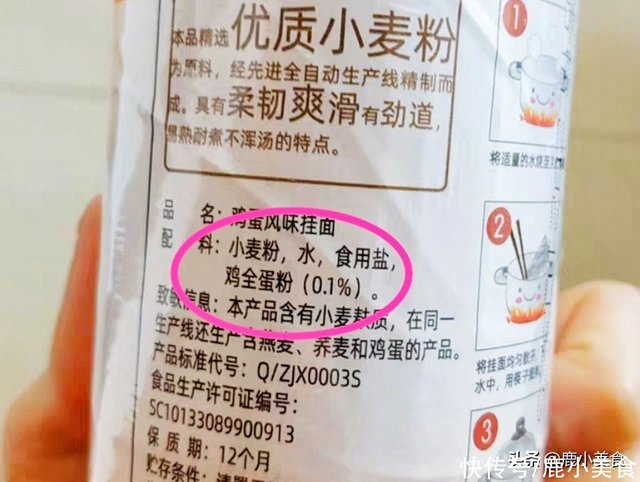 本品精选优质小麦粉
为原料，经先进全自动生产线精制而
成。具有柔韧爽滑有劲道，
易熟耐煮不浑汤的特点。
品 名：鸡蛋风味挂面
配 料：小麦粉，水，食用盐，
鸡全蛋粉（0.1%）。
致敏信息：本产品含有小麦麸质，在同一
生产线还生产含燕麦、荞麦和鸡蛋的产品。
产品标准代号：Q/ZJX0003S
食品生产许可证编号：
SC10133089900913
保 质 期：12个月
贮存条件：请置
1
将适量的水烧至
2
将挂面均匀散
水中，用筷子
3
头条@鹿小美食
快传号/鹿小美食